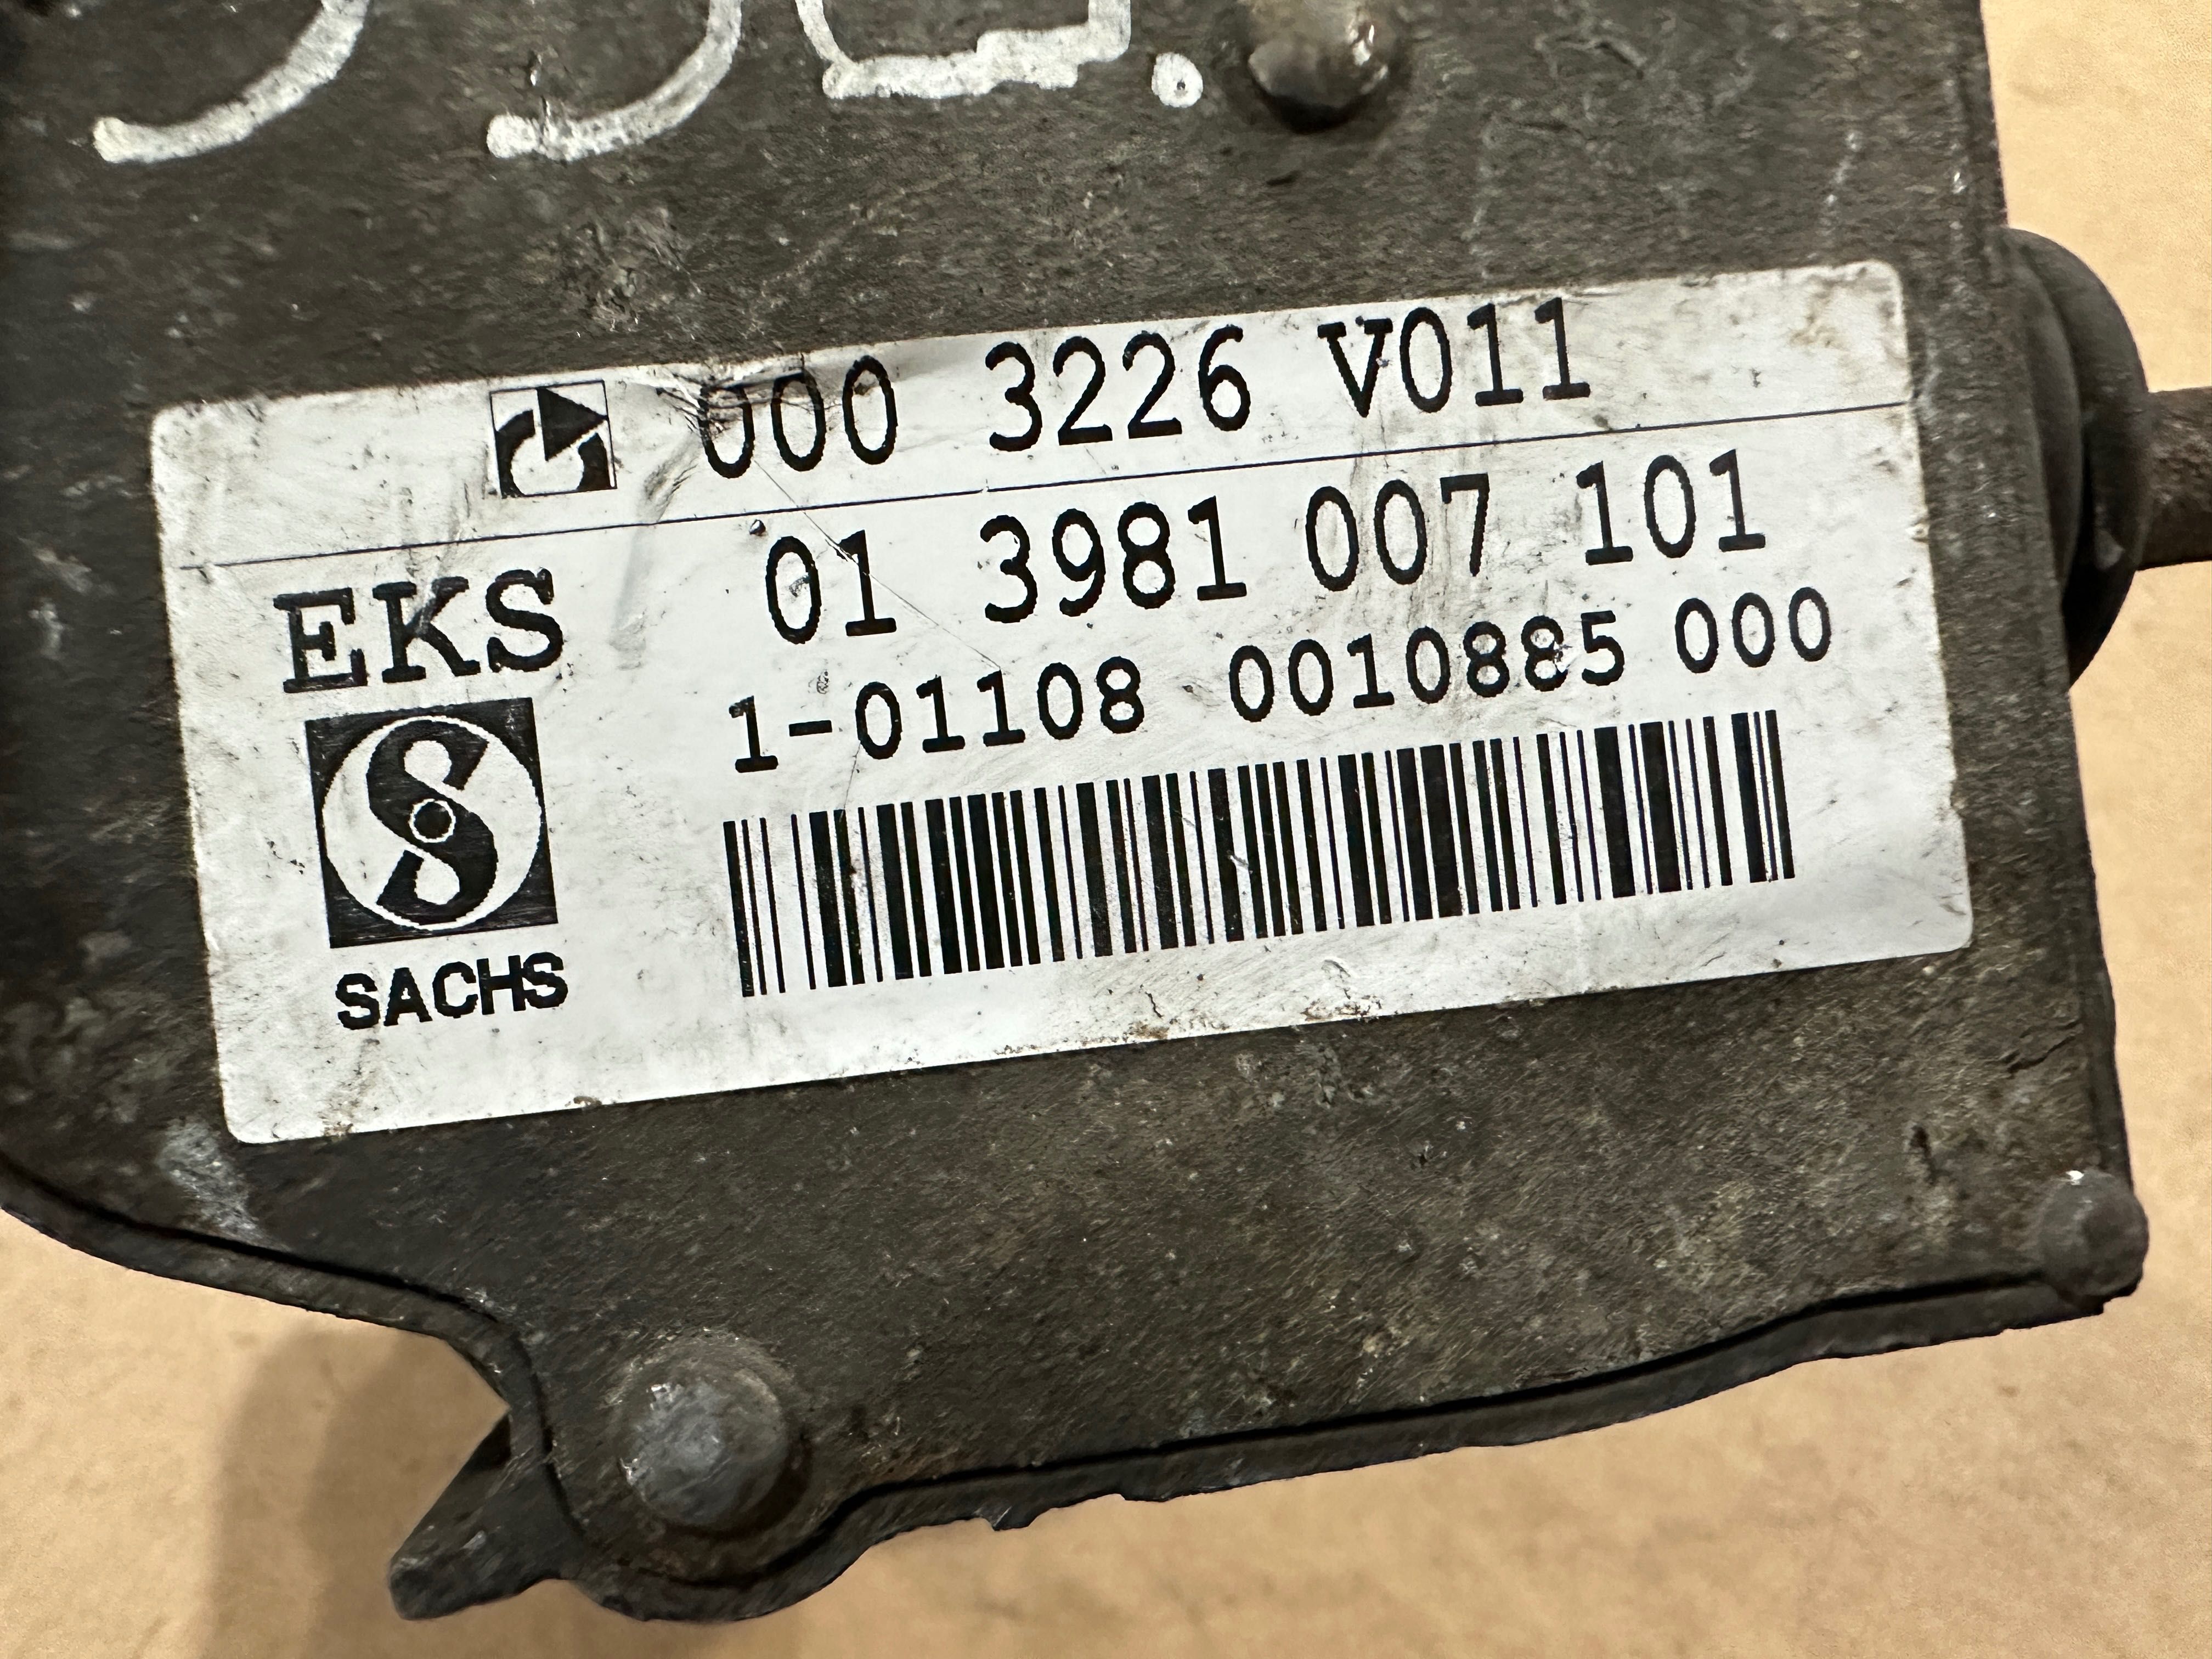 000 3226 V011
EKS 01 3981 007 101
1-01108 0010885 000
SACHS